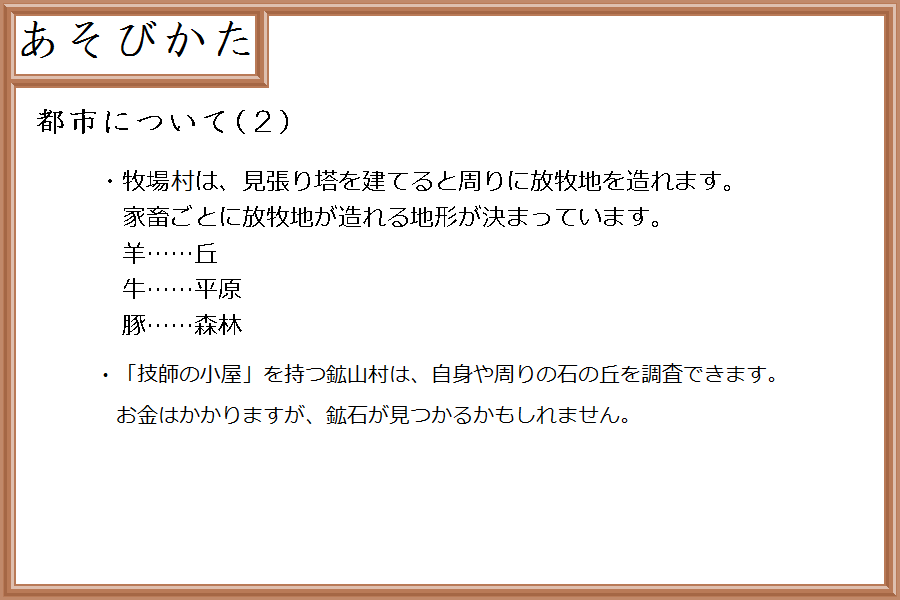 あそびかた
都市について(2)
・牧場村は、見張り塔を建てると周りに放牧地を造れます。
家畜ごとに放牧地が造れる地形が決まっています。
羊……丘
牛……平原
豚……森林
・「技師の小屋」を持つ鉱山村は、自身や周りの石の丘を調査できます。
お金はかかりますが、鉱石が見つかるかもしれません。